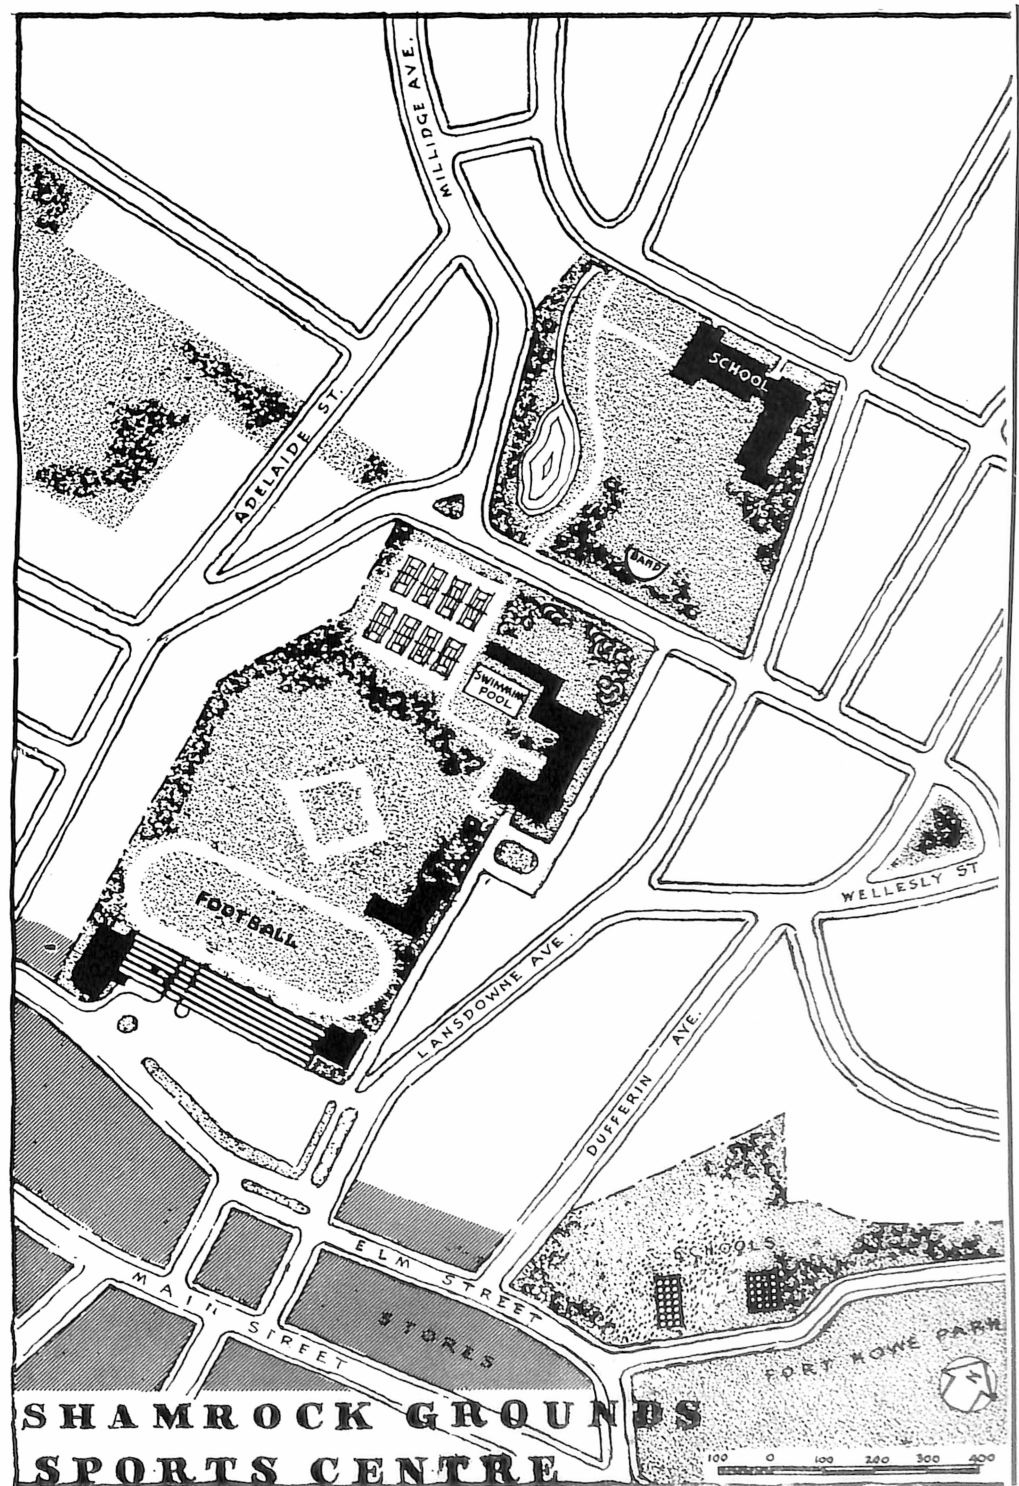 MILLIDGE AVE.
SCHOOL
ADELAIDE ST.
BAND
SWIMMING
POOL
WELLESLY ST
FOOTBALL
LANSDOWNE AVE.
DUFFERIN AVE.
SCHOOLS
ELM STREET
MAIN STREET
STORES
FORT HOWE PARK
N
SHAMROCK GROUNDS
SPORTS CENTRE
100 0 100 200 300 400